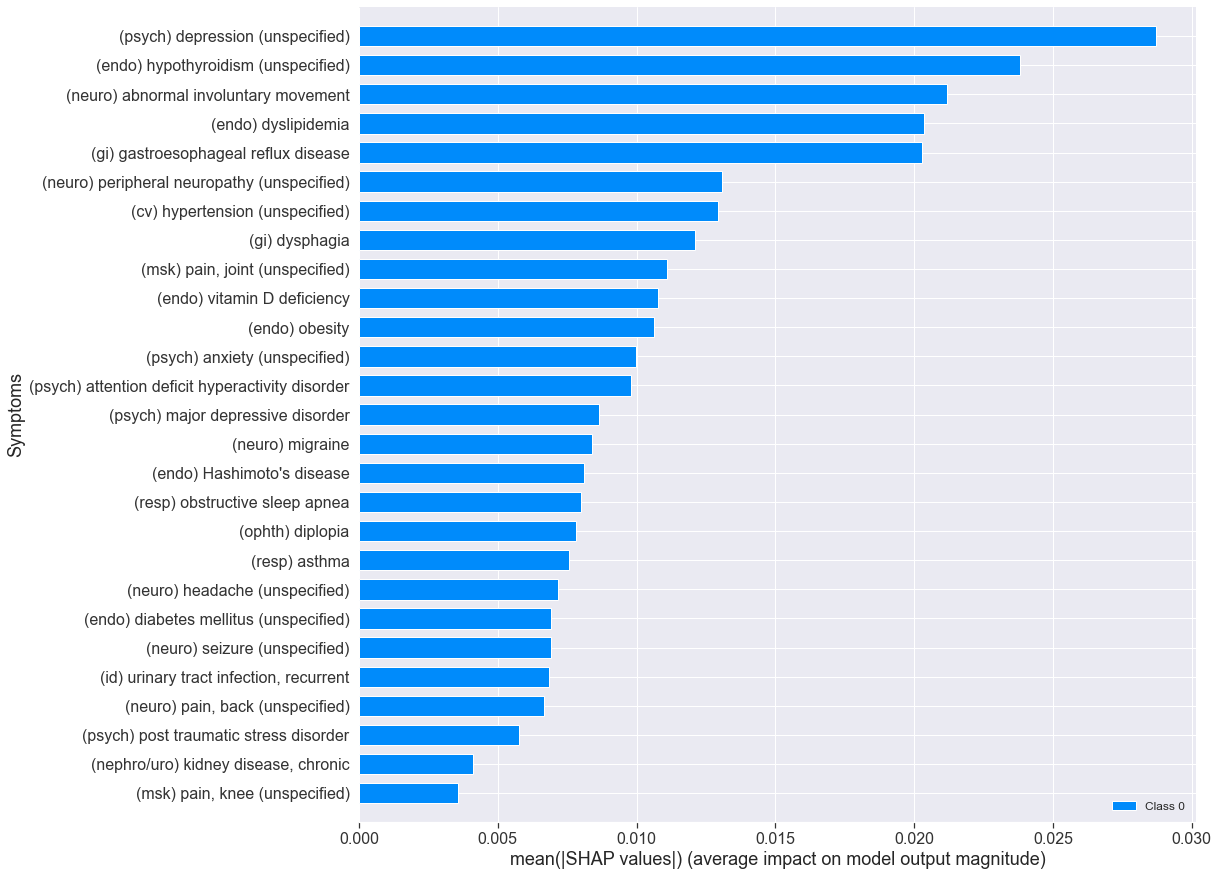 (psych) depression (unspecified)
(endo) hypothyroidism (unspecified)
(neuro) abnormal involuntary movement
(endo) dyslipidemia
(gi) gastroesophageal reflux disease
(neuro) peripheral neuropathy (unspecified)
(cv) hypertension (unspecified)
(gi) dysphagia
(msk) pain, joint (unspecified)
(endo) vitamin D deficiency
(endo) obesity
(psych) anxiety (unspecified)
(psych) attention deficit hyperactivity disorder
(psych) major depressive disorder
(neuro) migraine
(endo) Hashimoto's disease
(resp) obstructive sleep apnea
(ophth) diplopia
(resp) asthma
(neuro) headache (unspecified)
(endo) diabetes mellitus (unspecified)
(neuro) seizure (unspecified)
(id) urinary tract infection, recurrent
(neuro) pain, back (unspecified)
(psych) post traumatic stress disorder
(nephro/uro) kidney disease, chronic
(msk) pain, knee (unspecified)
Symptoms
Class 0
0.000 0.005 0.010 0.015 0.020 0.025 0.030
mean(|SHAP values|) (average impact on model output magnitude)